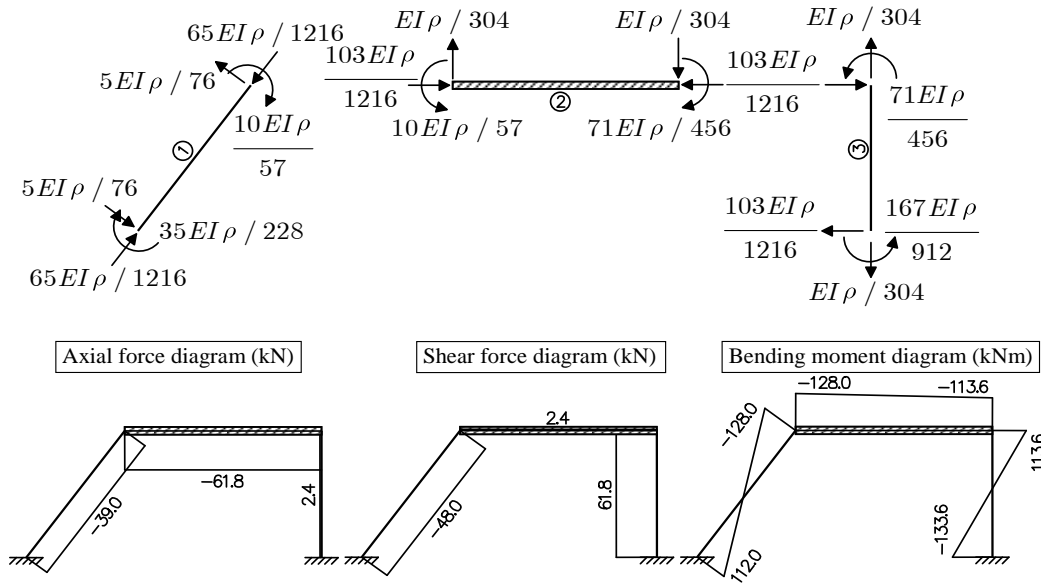 65EIρ / 1216
5EIρ / 76
10EIρ
57
①
5EIρ / 76
35EIρ / 228
65EIρ / 1216
EIρ / 304
EIρ / 304
103EIρ
1216
②
103EIρ
1216
10EIρ / 57
71EIρ / 456
EIρ / 304
71EIρ
456
③
103EIρ
1216
167EIρ
912
EIρ / 304
Axial force diagram (kN)
Shear force diagram (kN)
Bending moment diagram (kNm)
−61.8
−39.0
2.4
2.4
−48.0
61.8
−128.0
−113.6
−128.0
113.6
−133.6
112.0